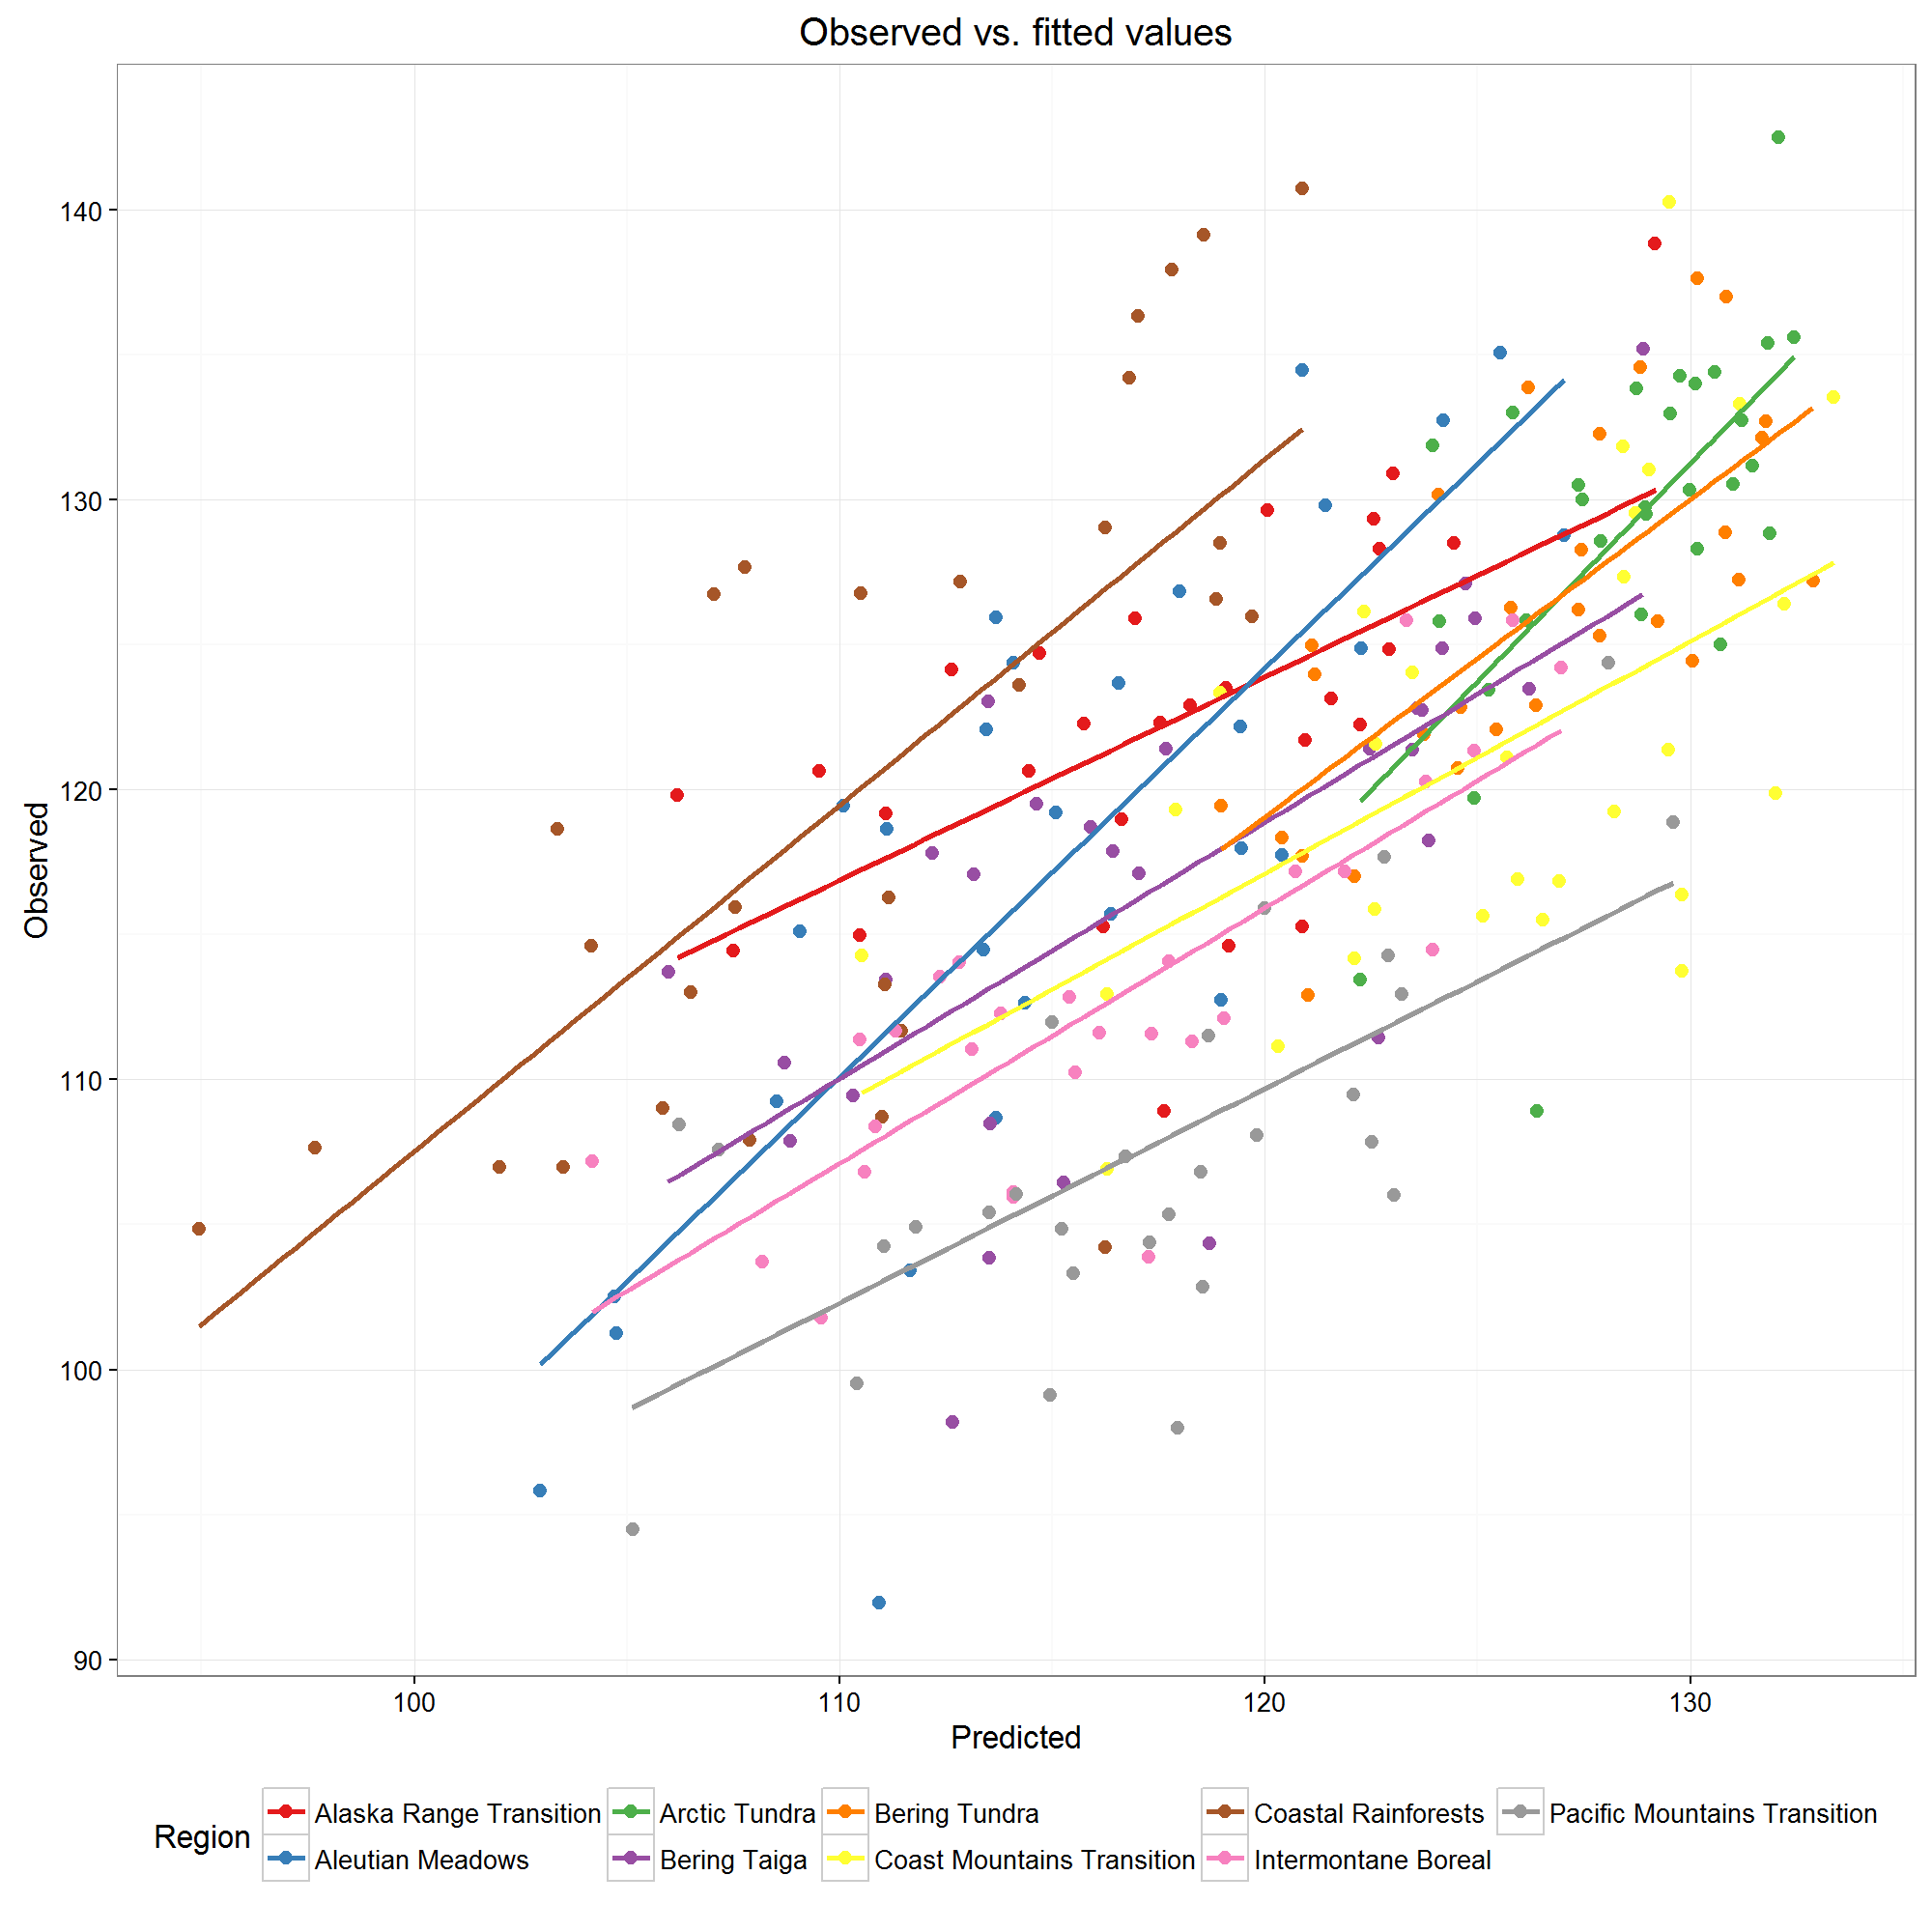 Observed vs. fitted values
140
130
120
110
100
90
Observed
100 110 120 130
Predicted
Region
Alaska Range Transition Arctic Tundra Bering Tundra Coastal Rainforests Pacific Mountains Transition
Aleutian Meadows Bering Taiga Coast Mountains Transition Intermontane Boreal